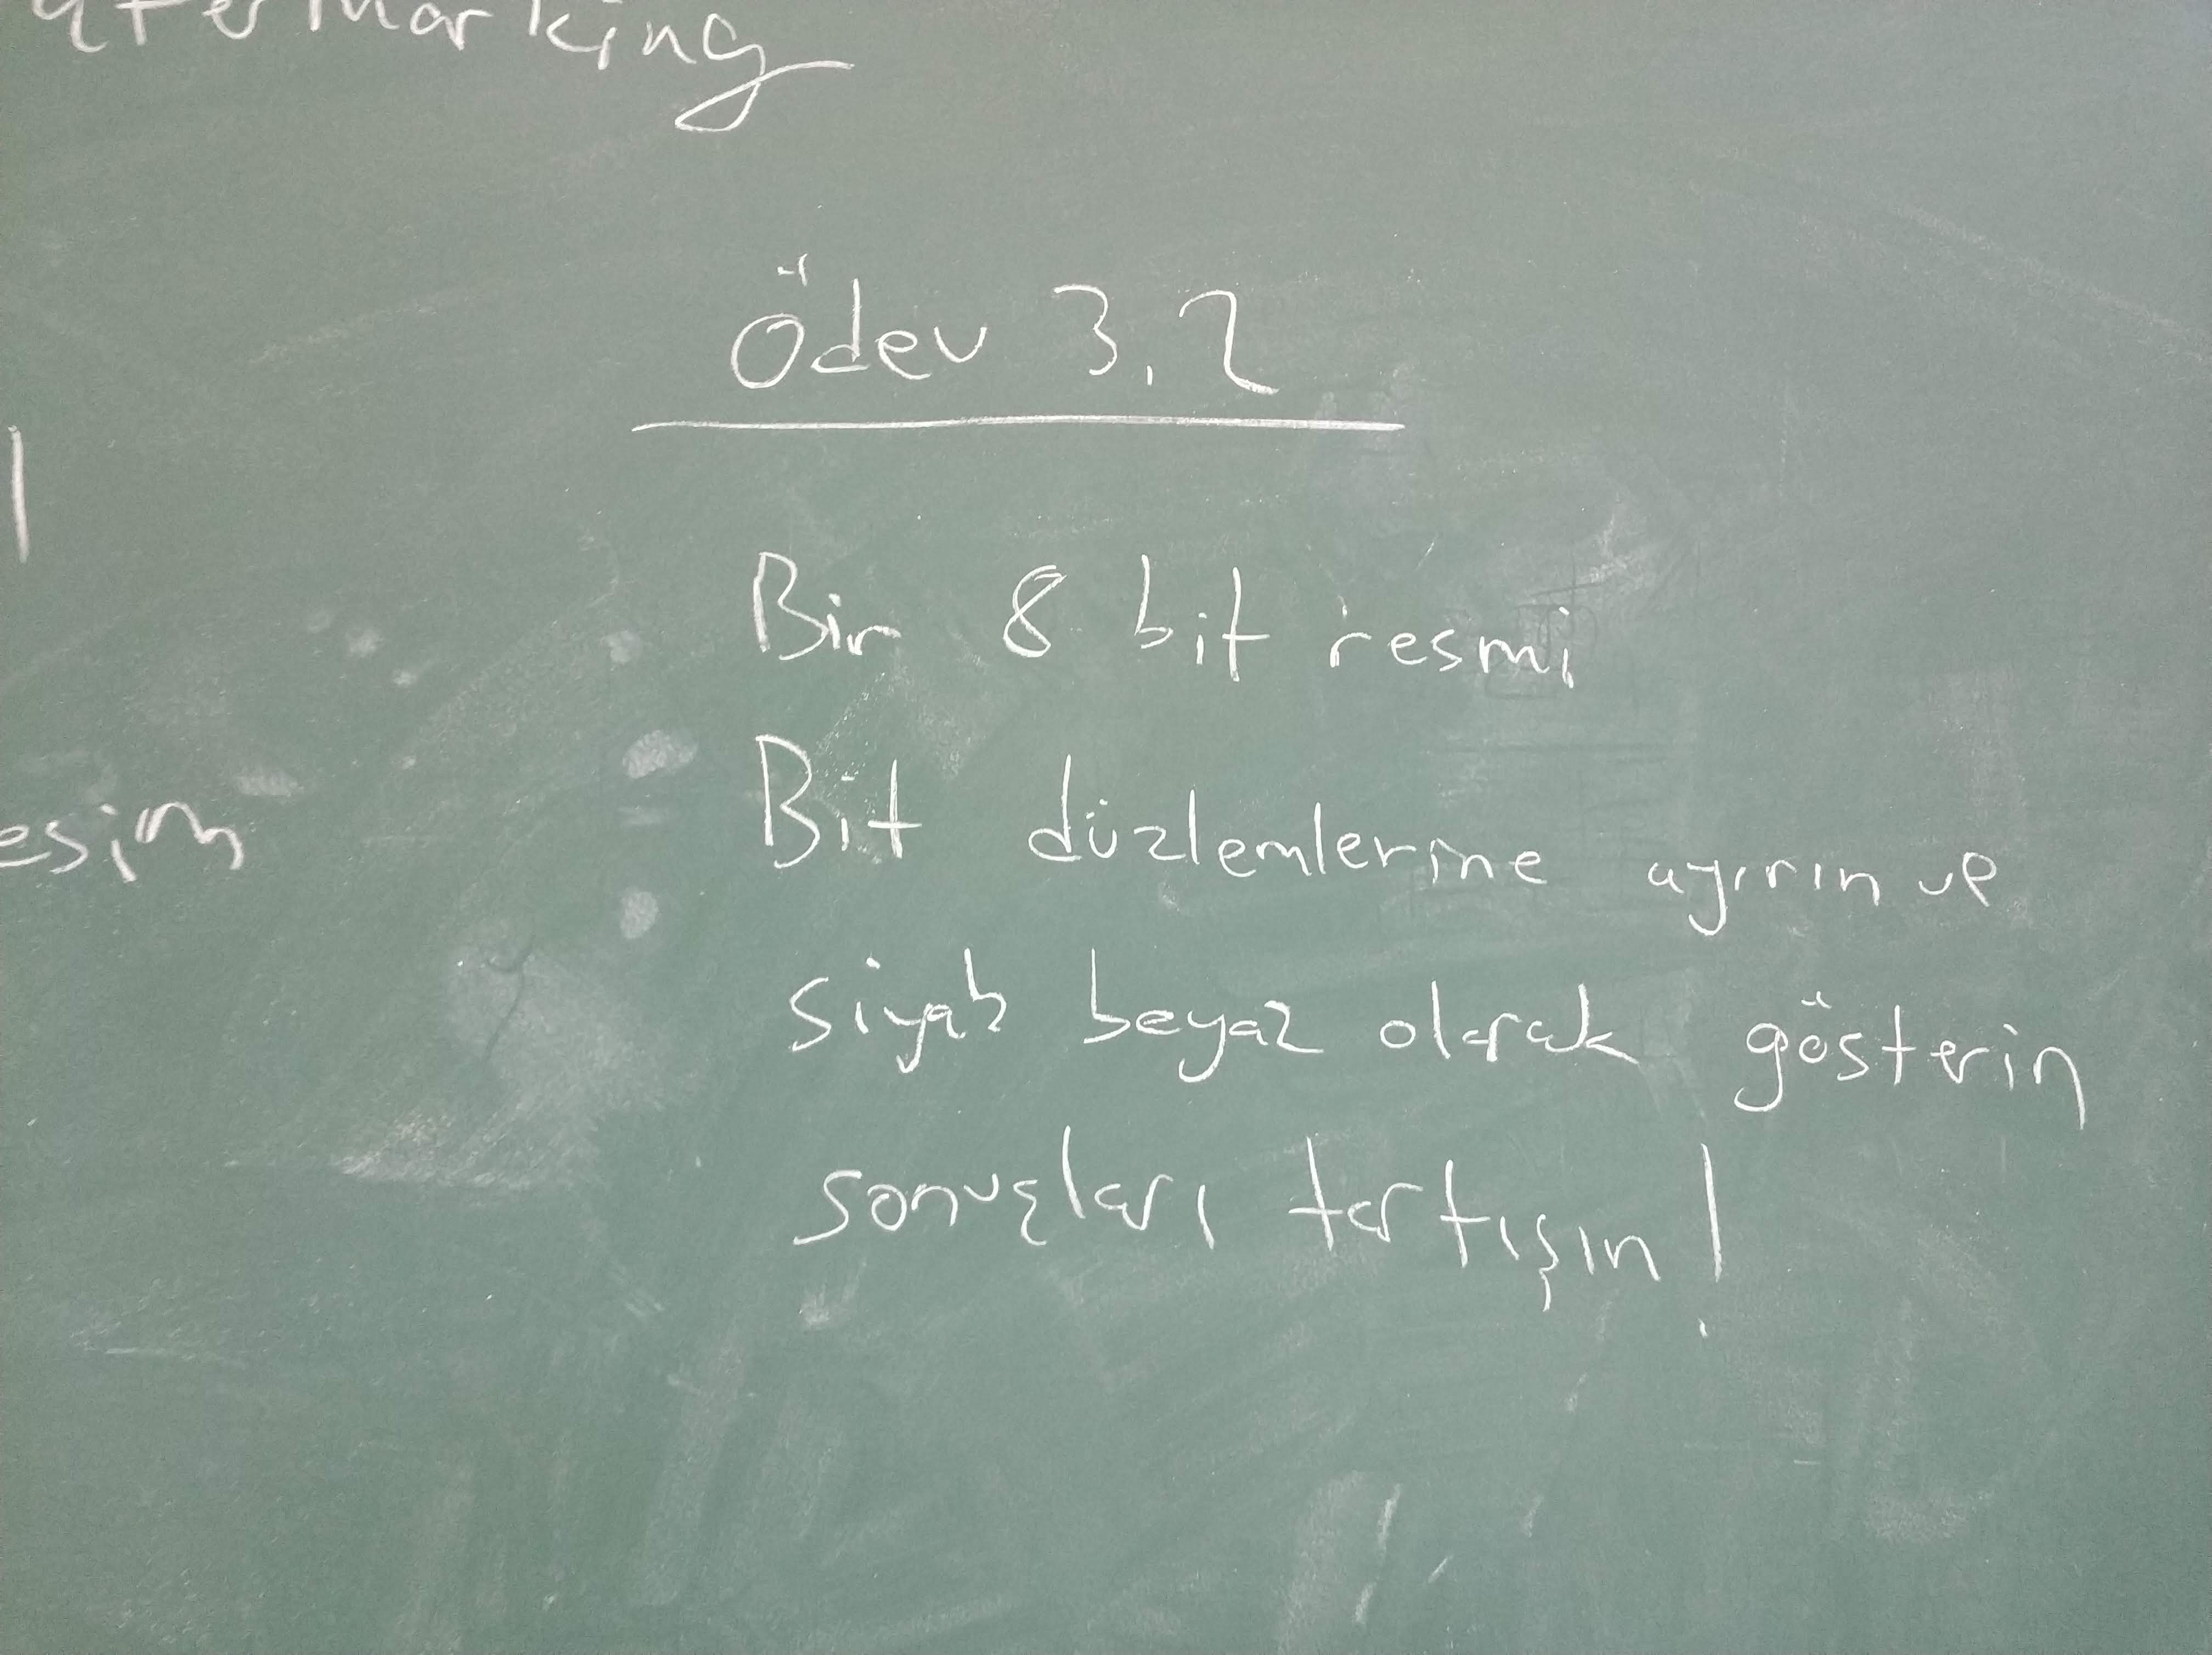 atermarking
Ödev 3.2
Bir 8 bit resmi
Bit düzlemlerine ayırın ve
esim
siyah beyaz olarak gösterin
sonuçları tartışın!